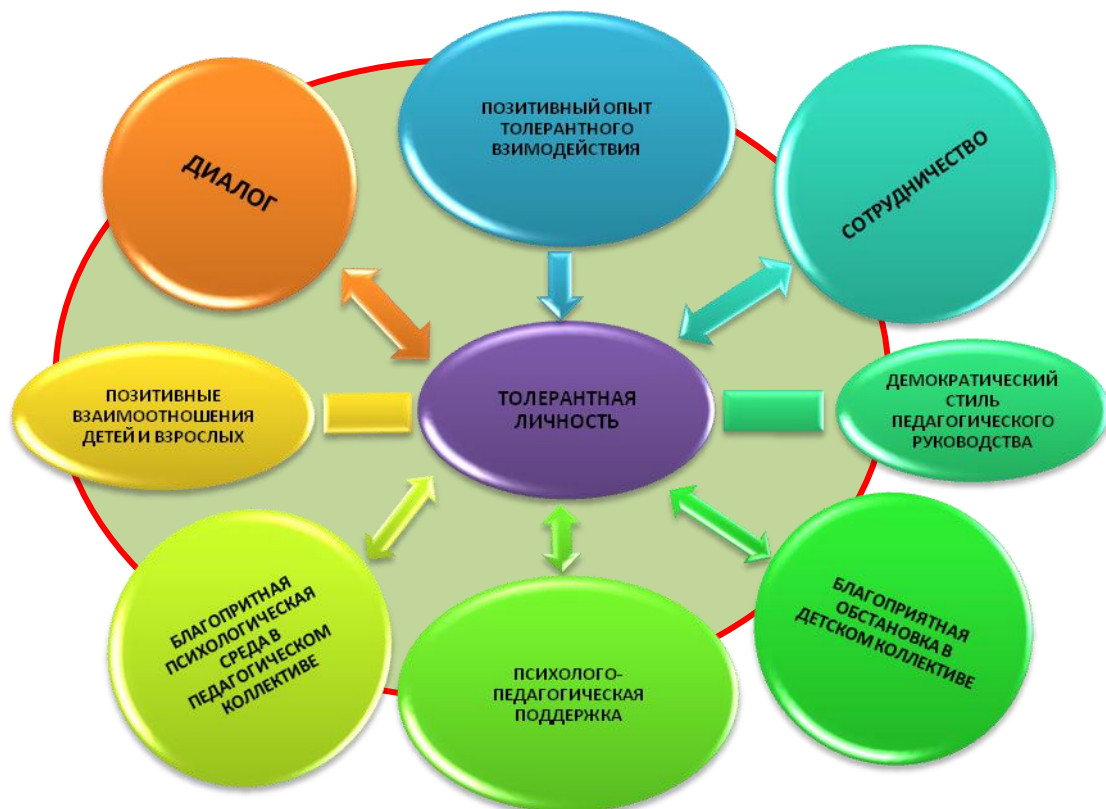 ПОЗИТИВНЫЙ ОПЫТ
ТОЛЕРАНТНОГО
ВЗИМОДЕЙСТВИЯ
ДИАЛОГ
СОТРУДНИЧЕСТВО
ПОЗИТИВНЫЕ
ВЗАИМООТНОШЕНИЯ
ДЕТЕЙ И ВЗРОСЛЫХ
ТОЛЕРАНТНАЯ
ЛИЧНОСТЬ
ДЕМОКРАТИЧЕСКИЙ
СТИЛЬ
ПЕДАГОГИЧЕСКОГО
РУКОВОДСТВА
БЛАГОПРИТНАЯ
ПСИХОЛОГИЧЕСКАЯ
СРЕДА В
ПЕДАГОГИЧЕСКОМ
КОЛЛЕКТИВЕ
ПСИХОЛОГО-
ПЕДАГОГИЧЕСКАЯ
ПОДДЕРЖКА
БЛАГОПРИЯТНАЯ
ОБСТАНОВКА В
ДЕТСКОМ КОЛЛЕКТИВЕ